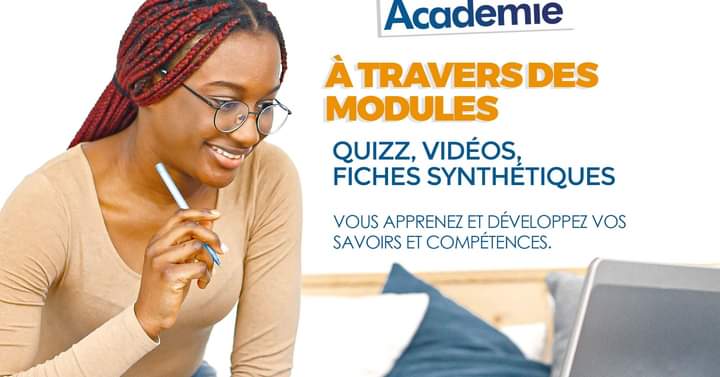 Academie
À TRAVERS DES
MODULES
QUIZZ, VIDÉOS,
FICHES SYNTHÉTIQUES
VOUS APPRENEZ ET DÉVELOPPEZ VOS
SAVOIRS ET COMPÉTENCES.